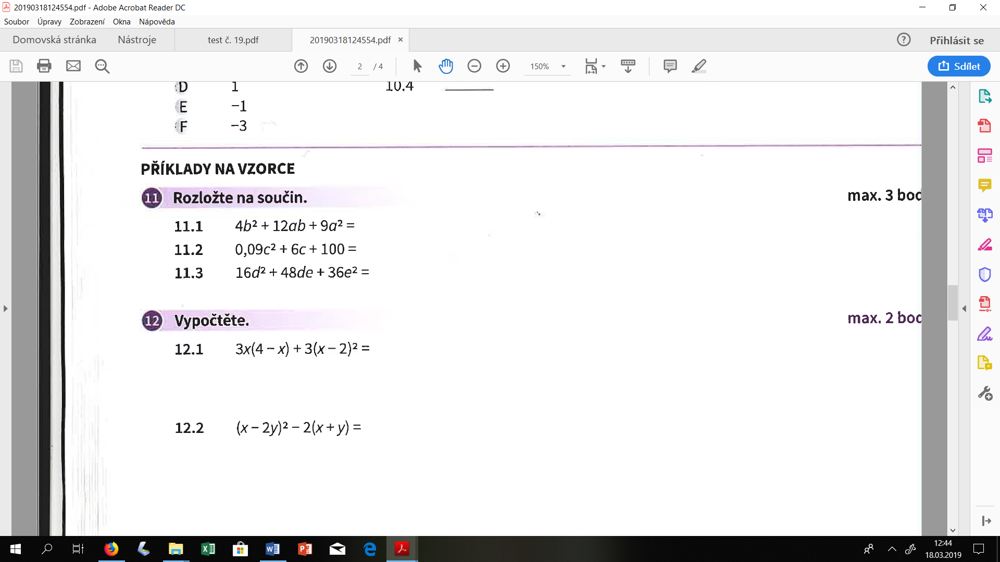 20190318124554.pdf - Adobe Acrobat Reader DC
Soubor Úpravy Zobrazení Okna Nápověda
Domovská stránka Nástroje test č. 19.pdf 20190318124554.pdf ×
Přihlásit se
2 / 4 150% Sdílet
D 1 10.4
E −1
F −3
PŘÍKLADY NA VZORCE
11 Rozložte na součin. max. 3 bod
11.1 4b² + 12ab + 9a² =
11.2 0,09c² + 6c + 100 =
11.3 16d² + 48de + 36e² =
12 Vypočtěte. max. 2 bod
12.1 3x(4 − x) + 3(x − 2)² =
12.2 (x − 2y)² − 2(x + y) =
12:44
18.03.2019